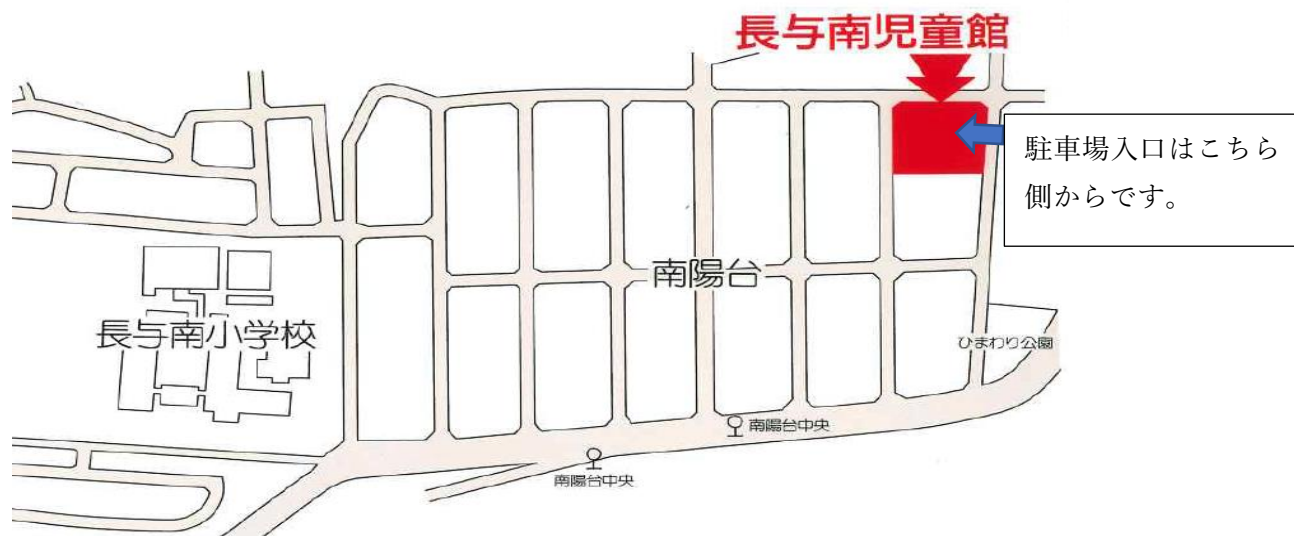 長与南児童館
駐車場入口はこちら
側からです。
南陽台
長与南小学校
ひまわり公園
南陽台中央
南陽台中央